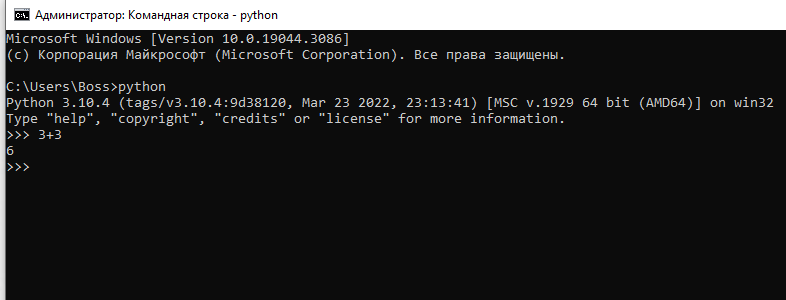 Администратор: Командная строка - python
Microsoft Windows [Version 10.0.19044.3086]
(c) Корпорация Майкрософт (Microsoft Corporation). Все права защищены.
C:\Users\Boss>python
Python 3.10.4 (tags/v3.10.4:9d38120, Mar 23 2022, 23:13:41) [MSC v.1929 64 bit (AMD64)] on win32
Type "help", "copyright", "credits" or "license" for more information.
>>> 3+3
6
>>>